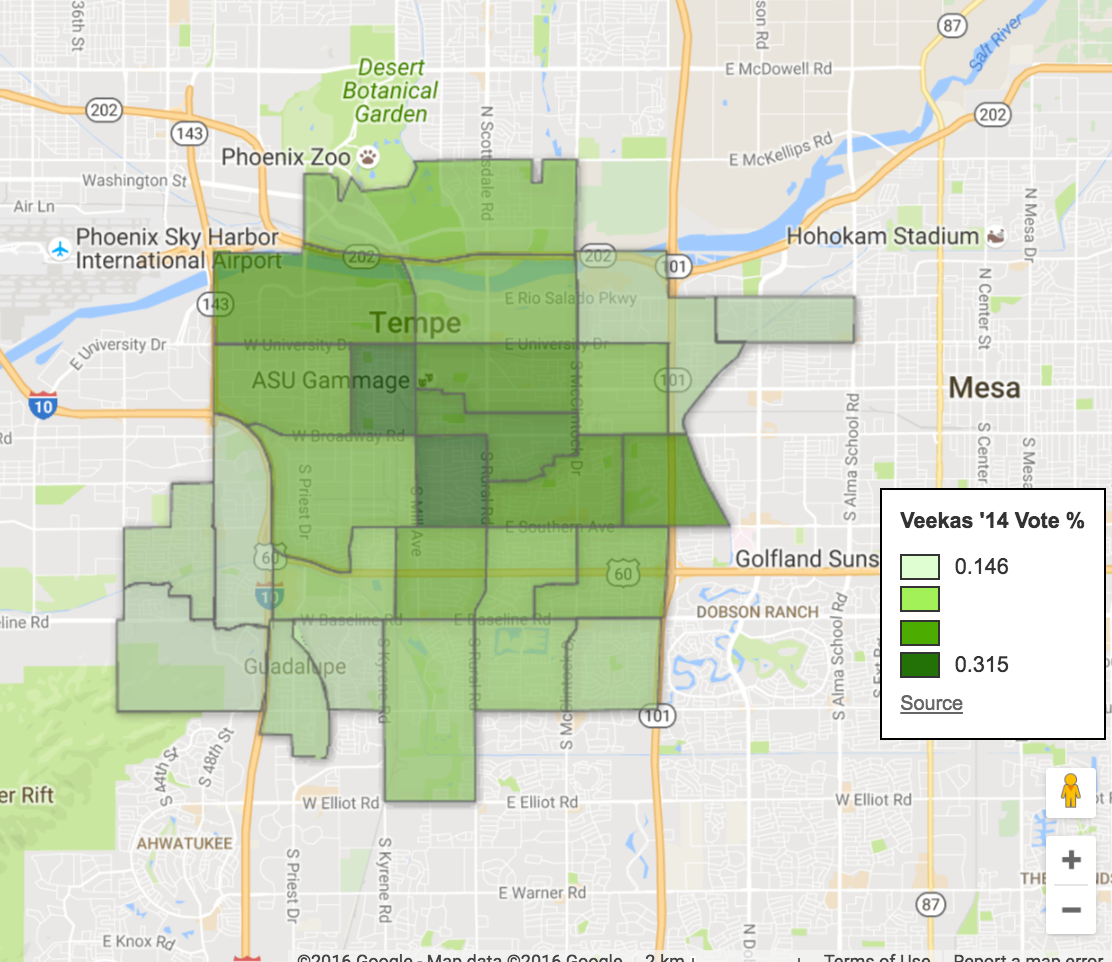 36th St
son Rd
87
Salt River
E McDowell Rd
Desert
Botanical
Garden
202
143
202
N Scottsdale Rd
Phoenix Zoo
E McKellips Rd
Washington St
Air Ln
N Mesa Dr
Phoenix Sky Harbor
International Airport
Hohokam Stadium
202
202
101
143
E Rio Salado Pkwy
N Center St
Tempe
E University Dr
W University Dr
E University Dr
ASU Gammage
101
Mesa
10
S McClintock Dr
S Alma School Rd
Rd
W Broadway Rd
S Center
S Mesa
S Priest Dr
S Mill Ave
S Rural Rd
Veekas '14 Vote %
0.146
0.315
Source
E Southern Ave
60
60
Golfland Suns
10
DOBSON RANCH
line Rd
W Baseline Rd
E Baseline Rd
S Alma School Rd
Guadalupe
S Kyrene Rd
S Rural Rd
S McClintock D
101
S 44th St
S 48th St
er Rift
W Elliot Rd
E Elliot Rd
W Elliot Rd
AHWATUKEE
S Priest Dr
S Kyrene Rd
E Warner Rd
THE
NDS
87
E Knox Rd
N Do
©2016 Google - Map data ©2016 Google
2 km
Terms of Use
Report a map error